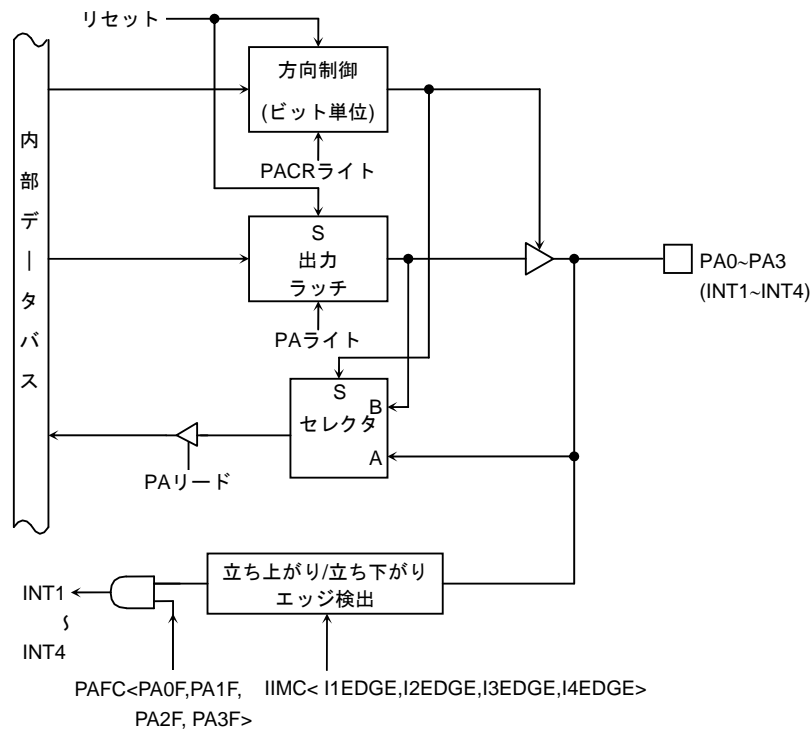 リセット
方向制御
(ビット単位)
PACRライト
内部データバス
S
出力
ラッチ
PA0~PA3
(INT1~INT4)
PAライト
S
B
セレクタ
A
PAリード
立ち上がり/立ち下がり
エッジ検出
INT1
~
INT4
PAFC<PA0F,PA1F,
PA2F, PA3F>
IIMC< I1EDGE,I2EDGE,I3EDGE,I4EDGE>